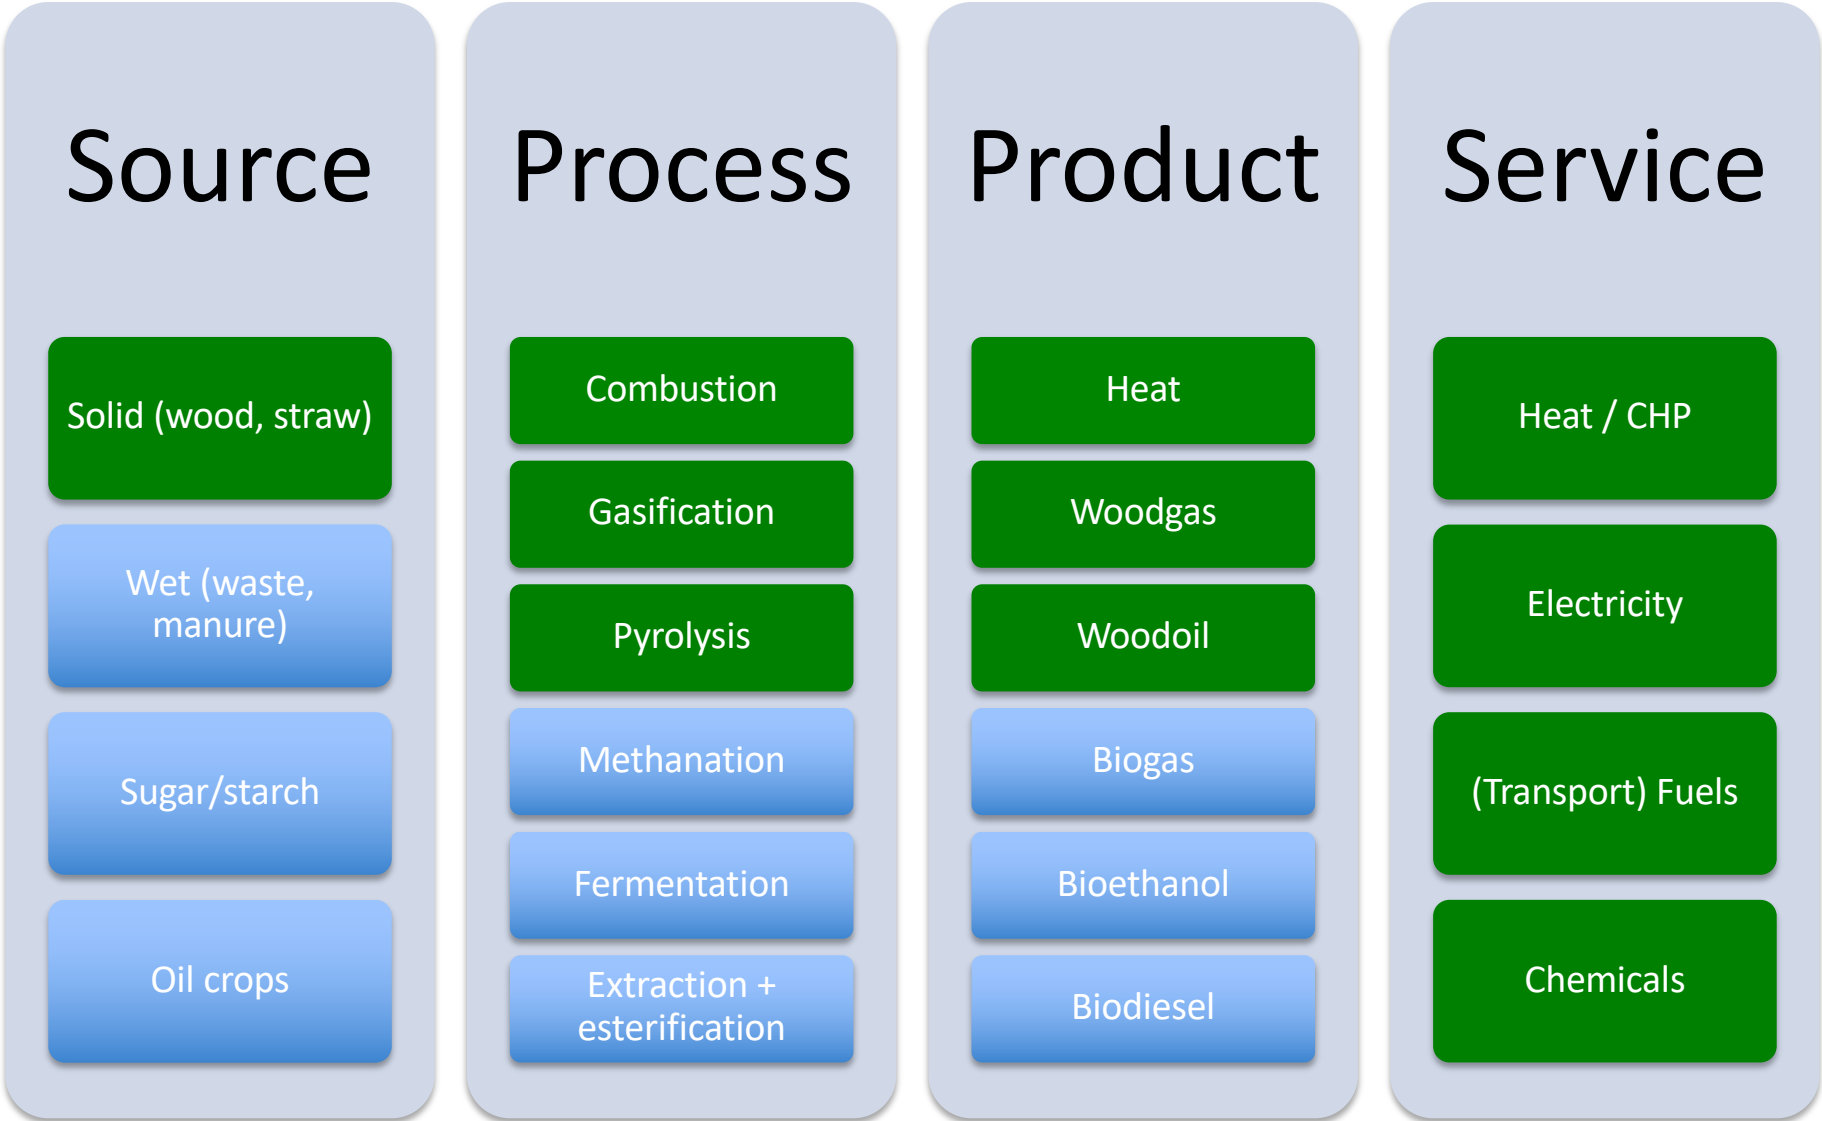 Source
Solid (wood, straw)
Wet (waste,
manure)
Sugar/starch
Oil crops
Process
Combustion
Gasification
Pyrolysis
Methanation
Fermentation
Extraction +
esterification
Product
Heat
Woodgas
Woodoil
Biogas
Bioethanol
Biodiesel
Service
Heat / CHP
Electricity
(Transport) Fuels
Chemicals